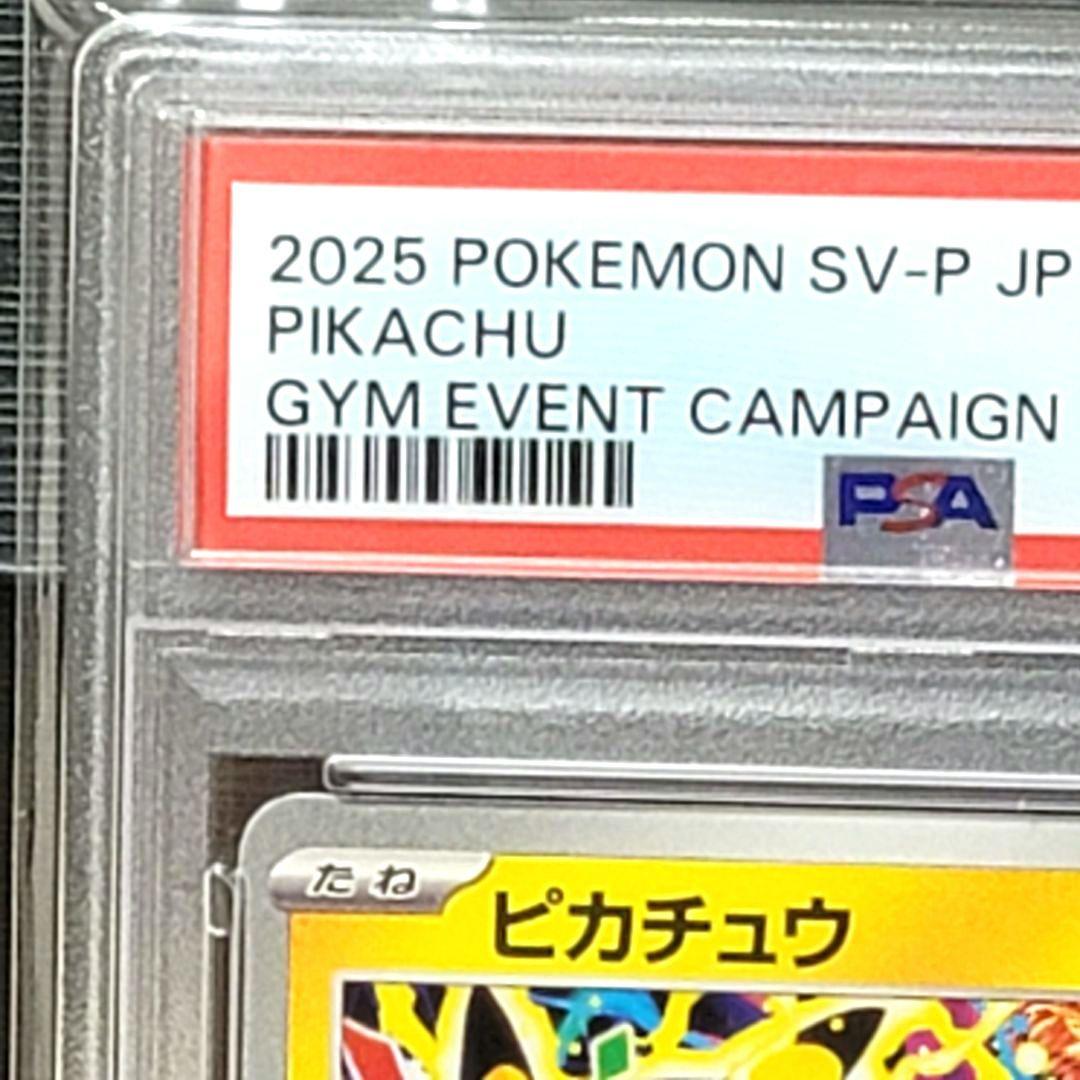 2025 POKEMON SV-P JP
PIKACHU
GYM EVENT CAMPAIGN
PSA
たね
ピカチュウ